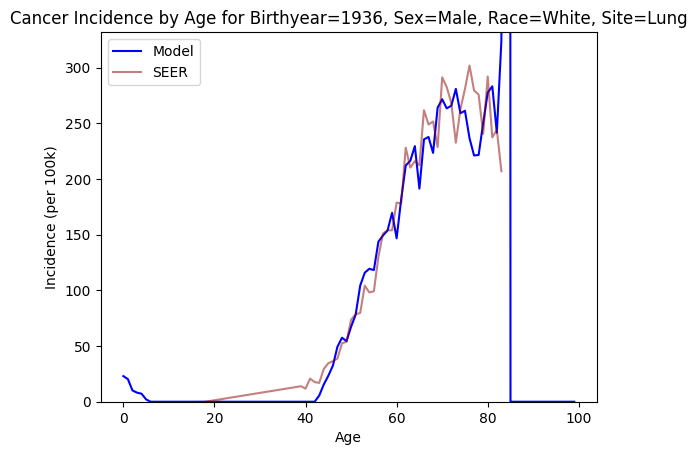 Cancer Incidence by Age for Birthyear=1936, Sex=Male, Race=White, Site=Lung
Model
SEER
Incidence (per 100k)
300
250
200
150
100
50
0
0 20 40 60 80 100
Age